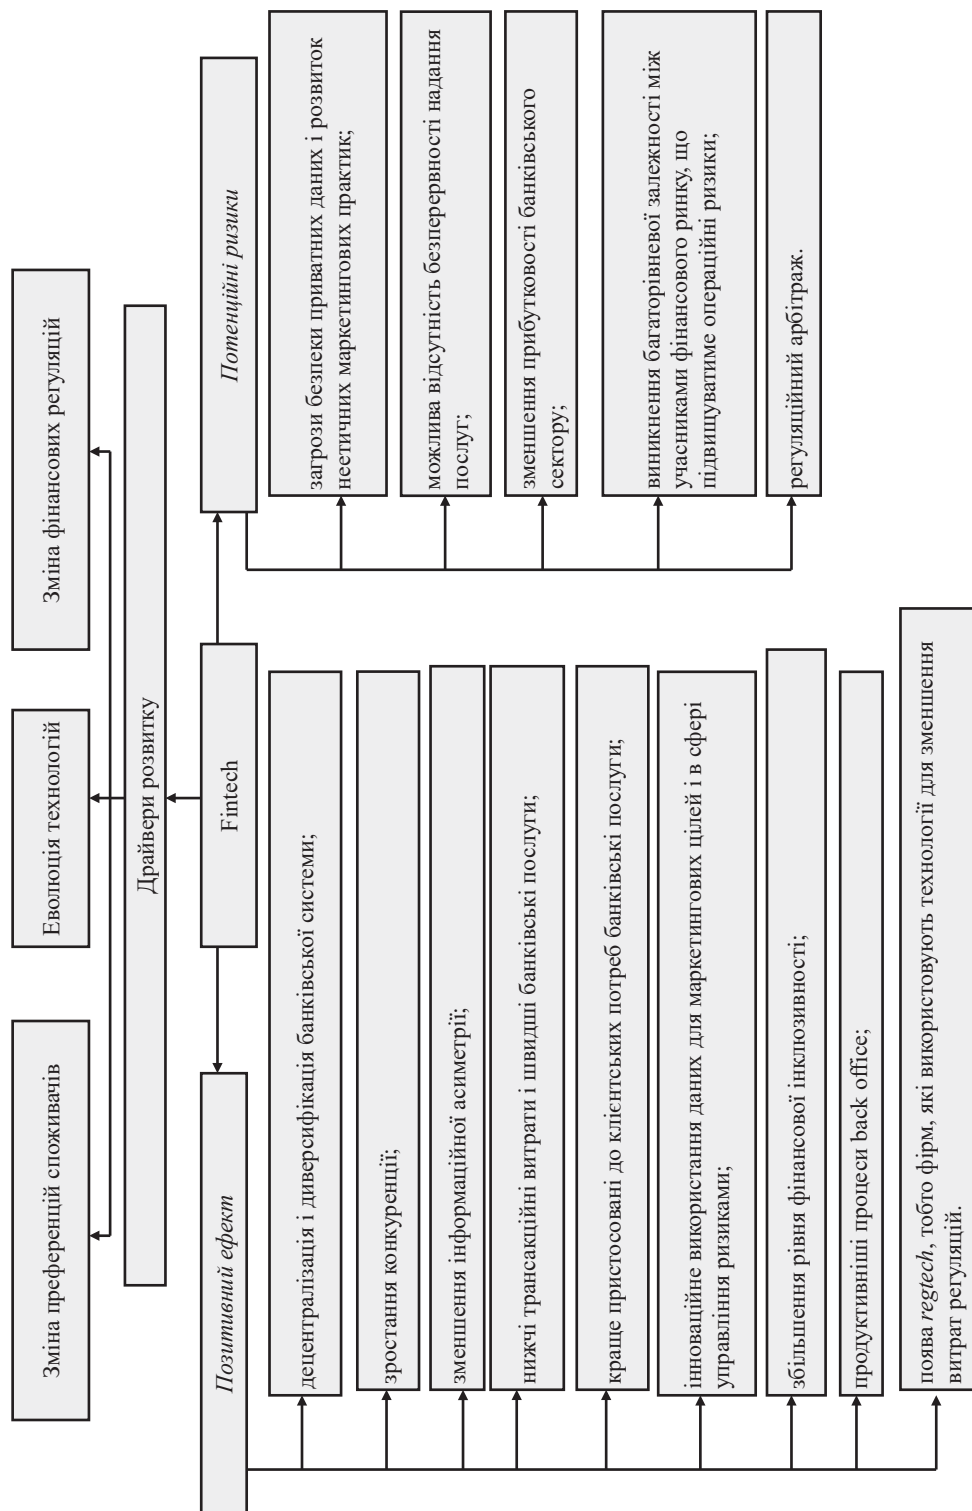 Зміна преференцій споживачів
Еволюція технологій
Зміна фінансових регуляцій
Драйвери розвитку
Позитивний ефект
Fintech
Потенційні ризики
децентралізація і диверсифікація банківської системи;
зростання конкуренції;
зменшення інформаційної асиметрії;
нижчі трансакційні витрати і швидші банківські послуги;
краще пристосовані до клієнтських потреб банківські послуги;
інноваційне використання даних для маркетингових цілей і в сфері
управління ризиками;
збільшення рівня фінансової інклюзивності;
продуктивніші процеси back office;
поява regtech, тобто фірм, які використовують технології для зменшення
витрат регуляцій.
загрози безпеки приватних даних і розвиток
неетичних маркетингових практик;
можлива відсутність безперервності надання
послуг;
зменшення прибутковості банківського
сектору;
виникнення багаторівневої залежності між
учасниками фінансового ринку, що
підвищуватиме операційні ризики;
регуляційний арбітраж.